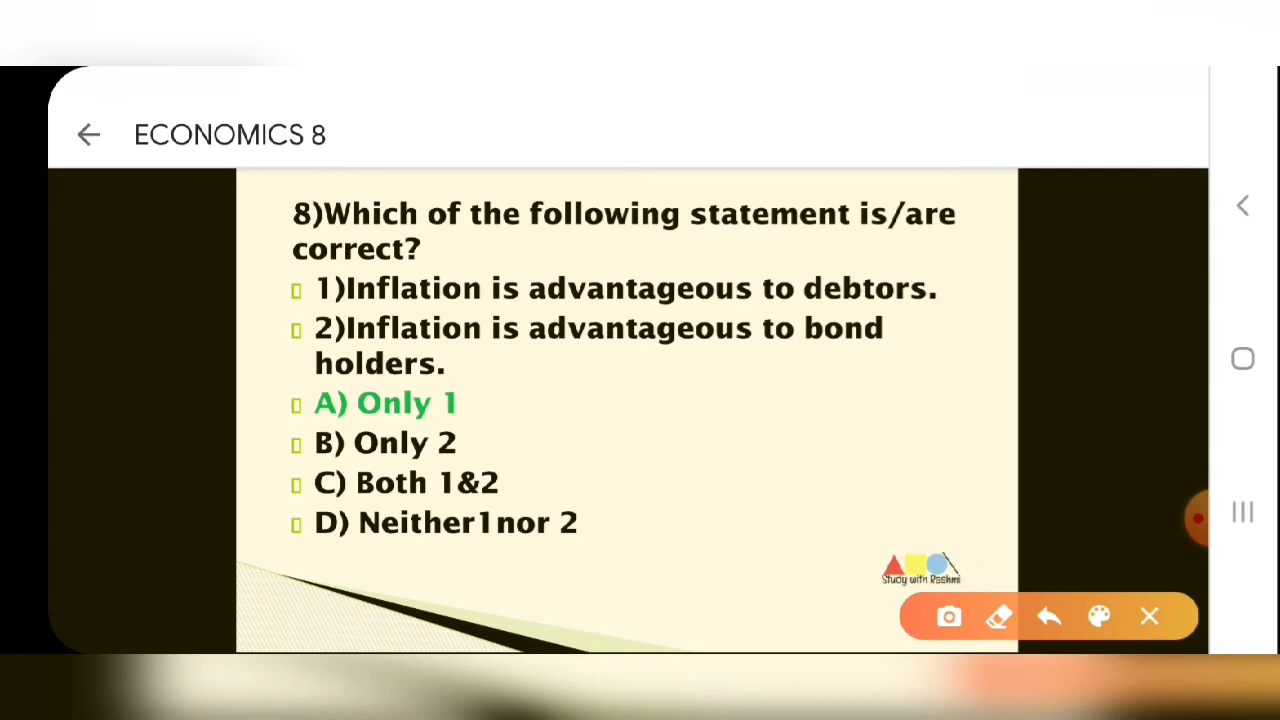 ECONOMICS 8
8)Which of the following statement is/are
correct?
1)Inflation is advantageous to debtors.
2)Inflation is advantageous to bond
holders.
A) Only 1
B) Only 2
C) Both 1&2
D) Neither1nor 2
Study with Rashmi